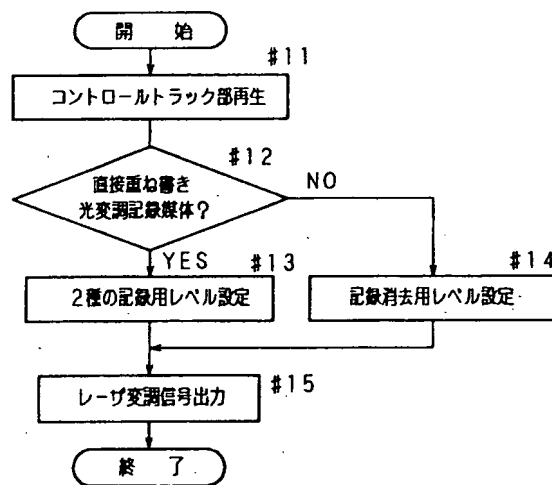 開 始
#11
コントロールトラック部再生
#12
直接重ね書き
光変調記録媒体？
NO
YES
#13
#14
2種の記録用レベル設定
記録消去用レベル設定
#15
レーザ変調信号出力
終 了